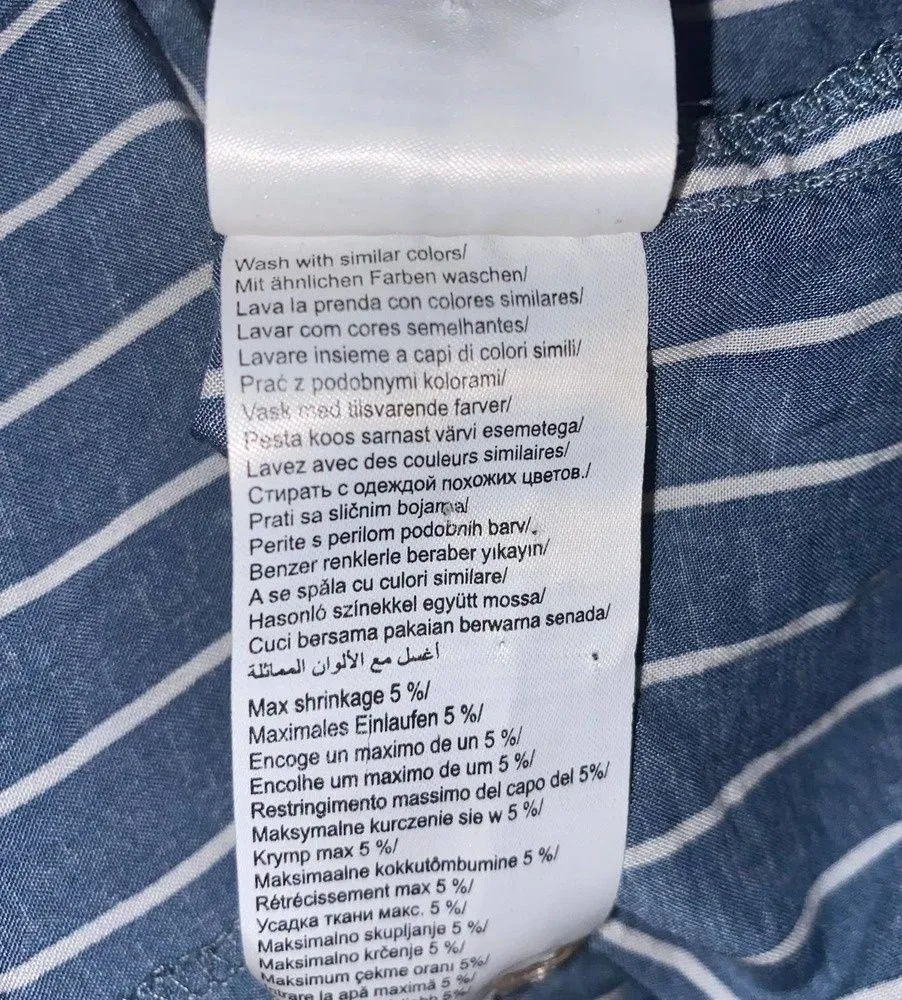 Wash with similar colors/
Mit ähnlichen Farben waschen/
Lava la prenda con colores similares/
Lavar com cores semelhantes/
Lavare insieme a capi di colori simili/
Prać z podobnymi kolorami/
Vask med tilsvarende farver/
Pesta koos sarnast värvi esemetega/
Lavez avec des couleurs similaires/
Стирать с одеждой похожих цветов./
Prati sa sličnim bojama/
Perite s perilom podobnih barv/
Benzer renklerle beraber yıkayın/
A se spăla cu culori similare/
Hasonló színekkel együtt mossa/
Cuci bersama pakaian berwarna senada/
اغسل مع الألوان المماثلة
Max shrinkage 5 %/
Maximales Einlaufen 5 %/
Encoge un maximo de un 5 %/
Encolhe um maximo de um 5 %/
Restringimento massimo del capo del 5%/
Maksymalne kurczenie sie w 5 %/
Krymp max 5 %/
Maksimaalne kokkutõmbumine 5 %/
Rétrécissement max 5 %/
Усадка ткани макс. 5 %/
Maksimalno skupljanje 5 %/
Maksimalno krčenje 5 %/
Maksimum çekme oranı 5%/
la apă maximă 5 %/
5%/